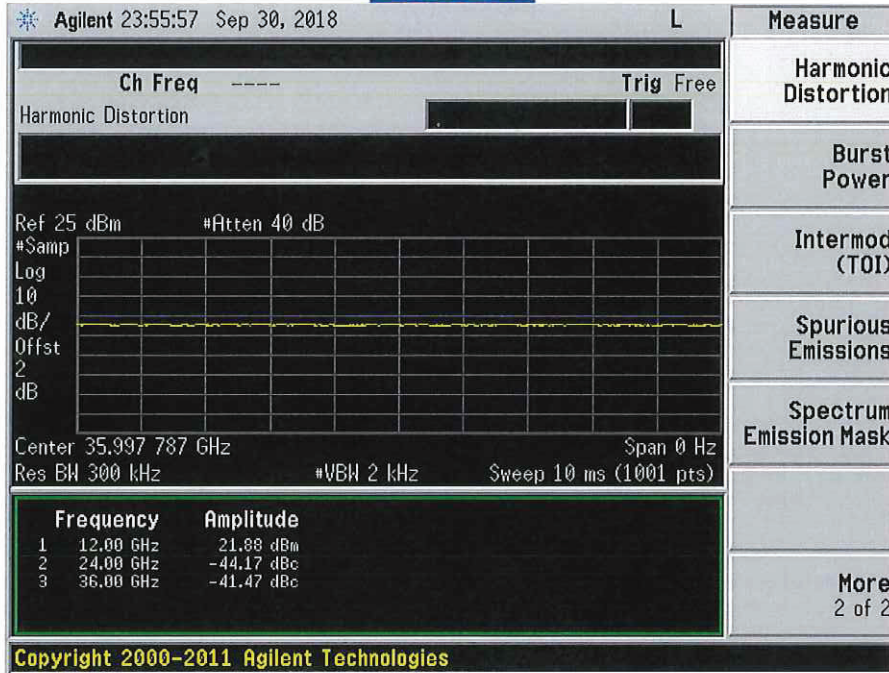 Agilent 23:55:57 Sep 30, 2018 L
Measure
Ch Freq ---- Trig Free
Harmonic Distortion
Ref 25 dBm #Atten 40 dB
#Samp
Log
10
dB/
Offst
2
dB
Center 35.997 787 GHz Span 0 Hz
Res BW 300 kHz #VBW 2 kHz Sweep 10 ms (1001 pts)
Frequency Amplitude
1 12.00 GHz 21.88 dBm
2 24.00 GHz -44.17 dBc
3 36.00 GHz -41.47 dBc
Harmonic
Distortion
Burst
Power
Intermod
(TOI)
Spurious
Emissions
Spectrum
Emission Mask
More
2 of 2
Copyright 2000-2011 Agilent Technologies